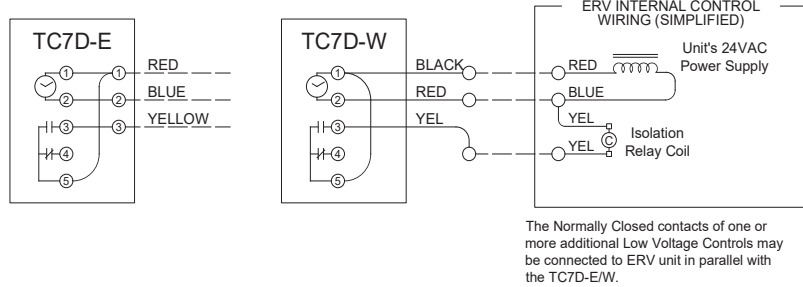 ERV INTERNAL CONTROL
WIRING (SIMPLIFIED)
TC7D-E
1 1 RED
2 2 BLUE
3 3 YELLOW
4
5
TC7D-W
1 BLACK
2 RED
3 YEL
4
5
RED
BLUE
YEL
YEL
C
Unit's 24VAC
Power Supply
Isolation
Relay Coil
The Normally Closed contacts of one or
more additional Low Voltage Controls may
be connected to ERV unit in parallel with
the TC7D-E/W.